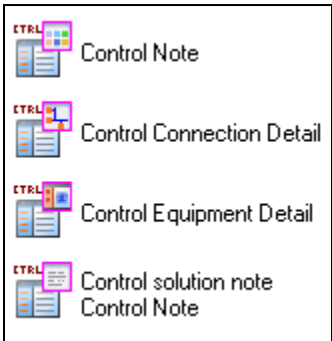 CTRL
Control Note
CTRL
Control Connection Detail
CTRL
Control Equipment Detail
CTRL
Control solution note
Control Note